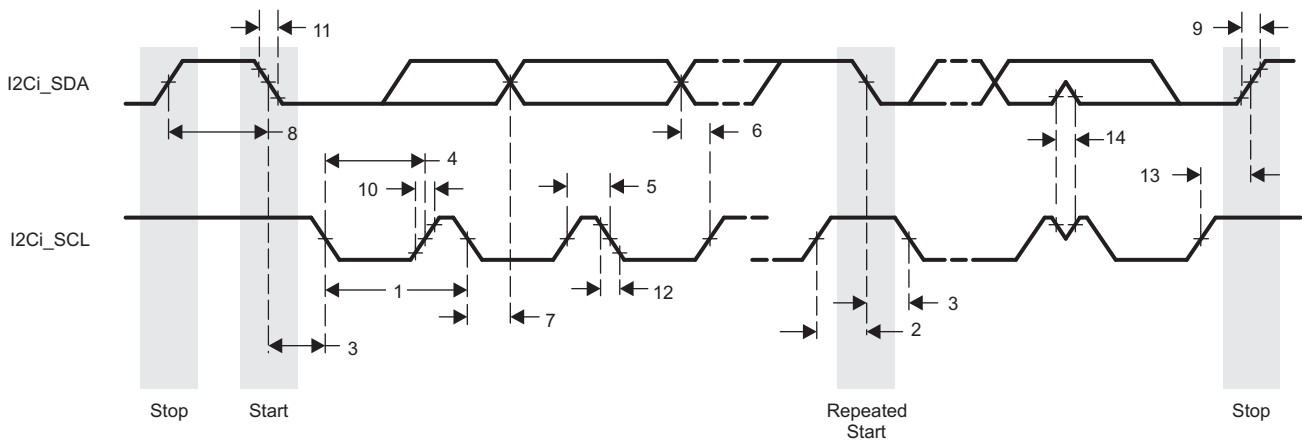 11
9
I2Ci_SDA
8
6
14
4
10
5
13
I2Ci_SCL
1
12
7
3
2
3
Stop
Start
Repeated
Start
Stop